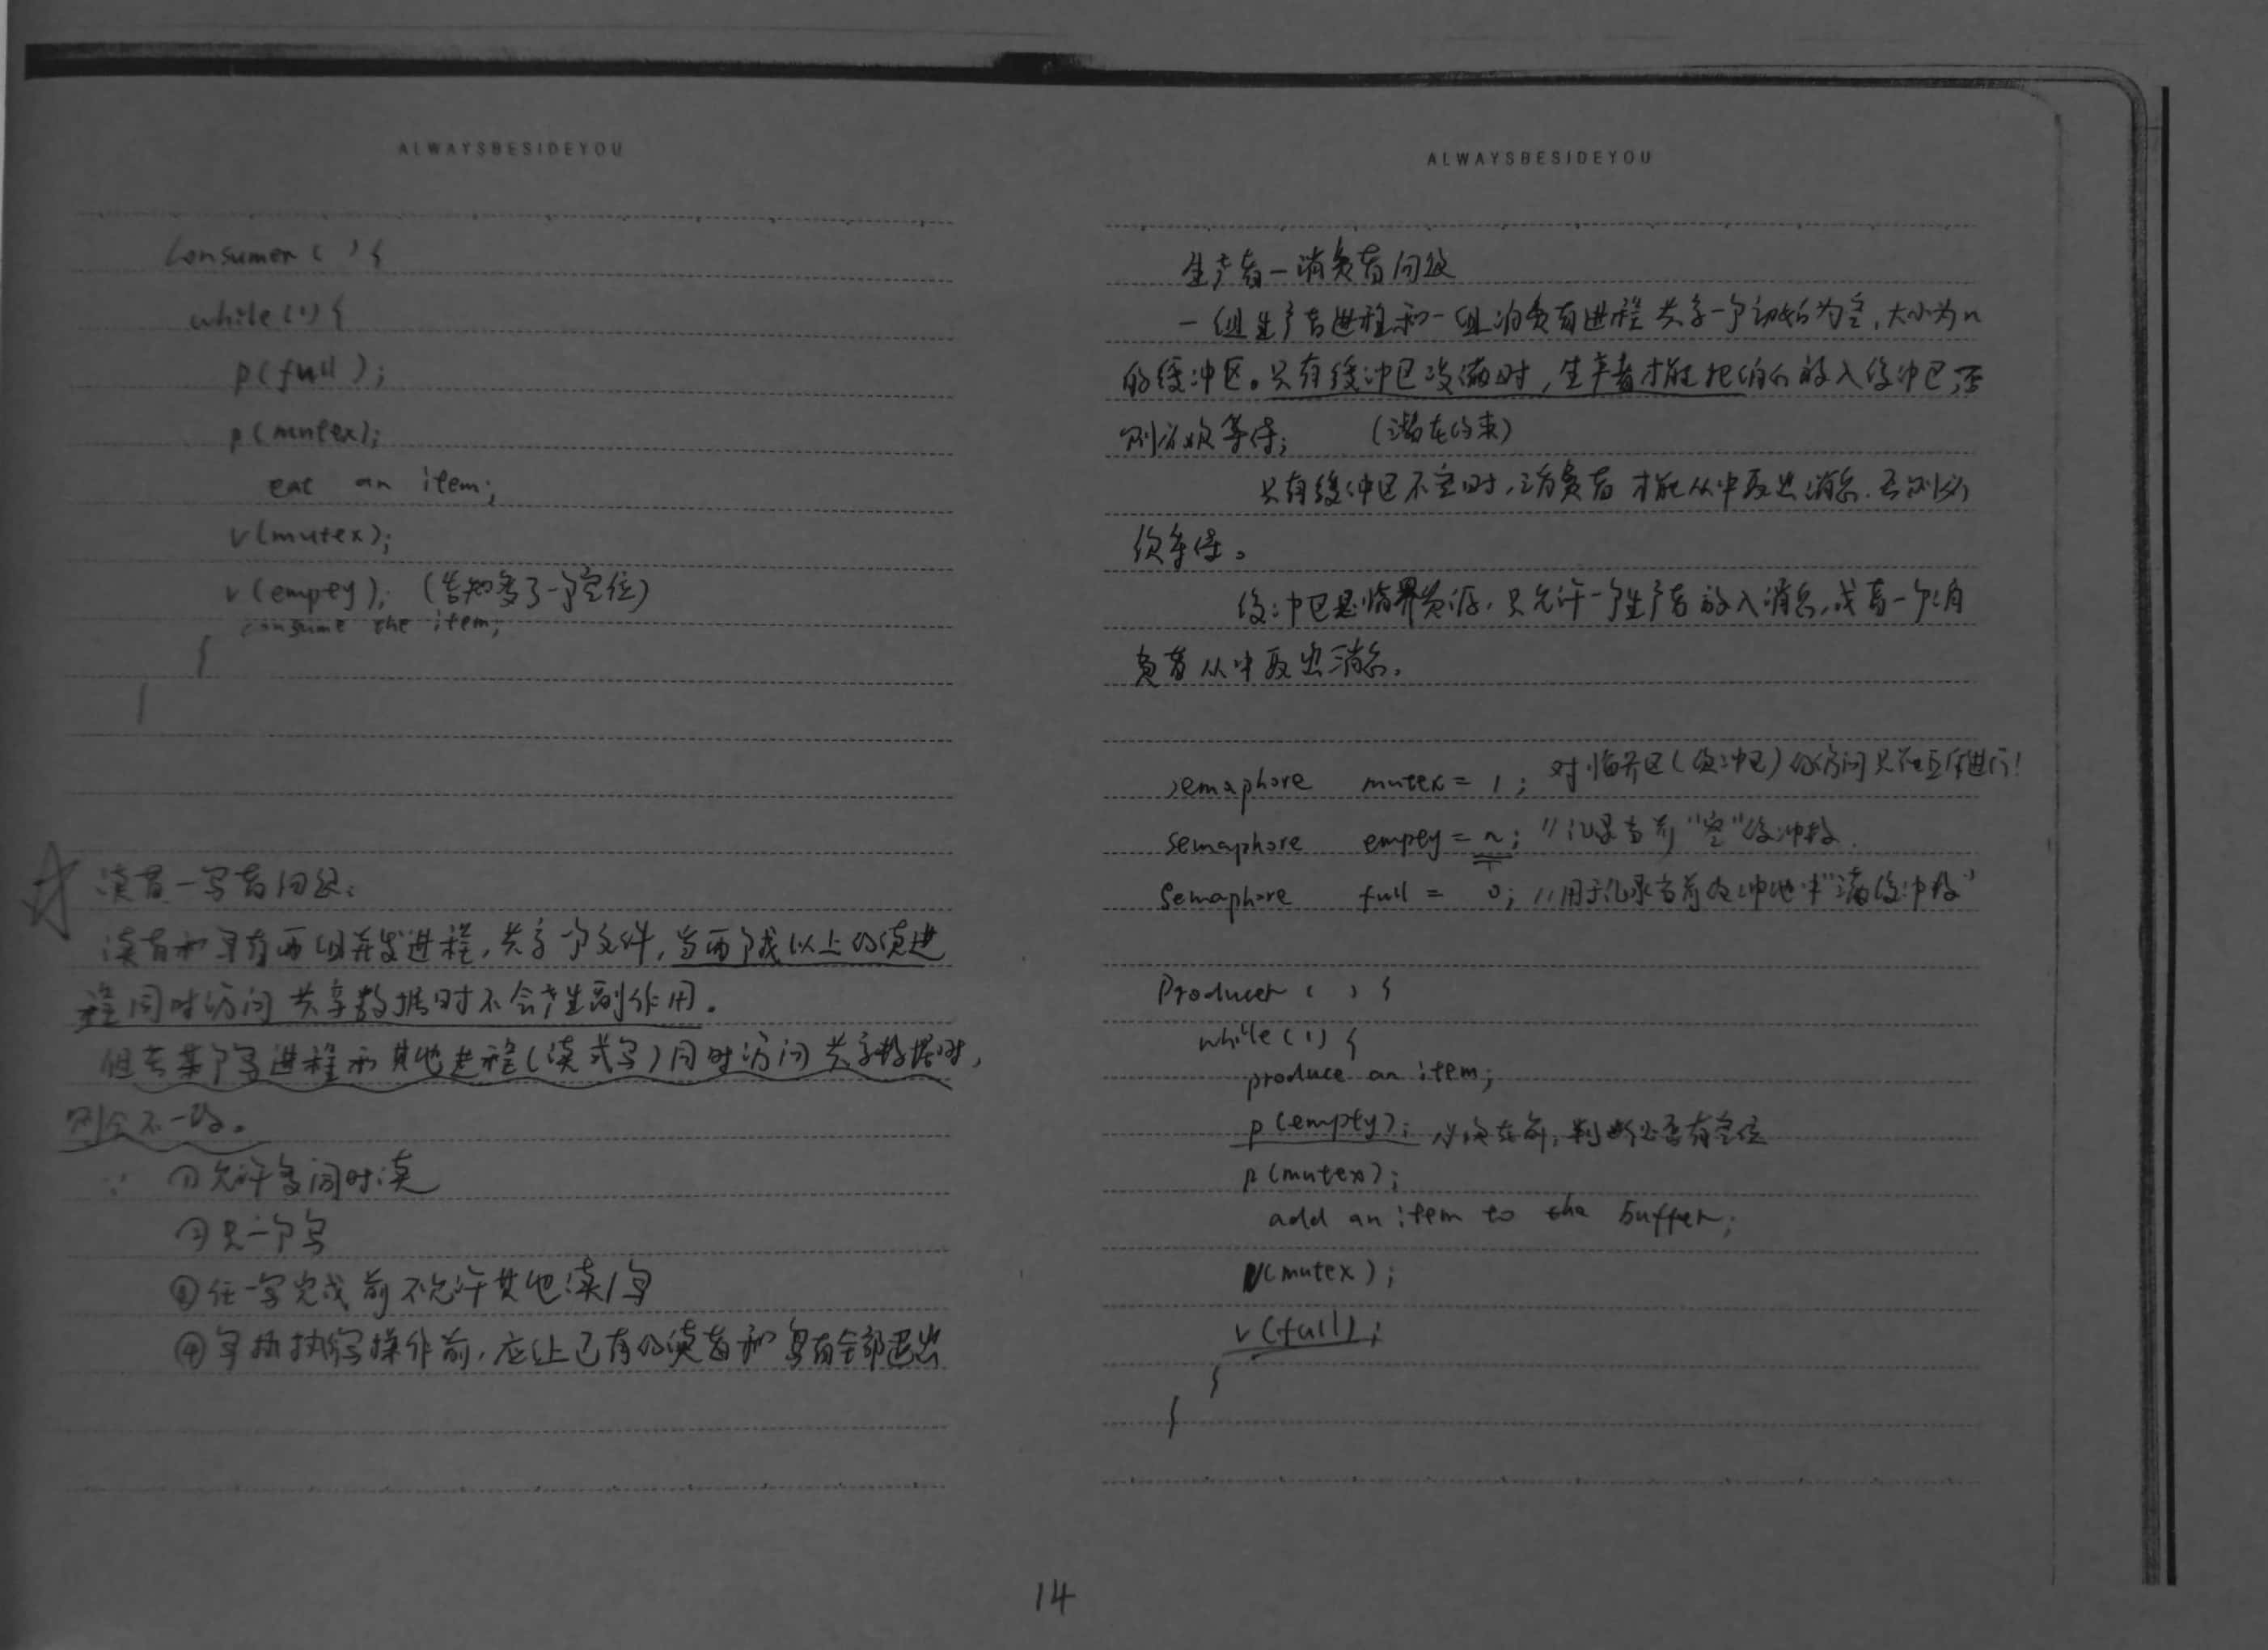 ALWAYSBESIDEYOU
Consumer ( ) {
while(1) {
p(full);
p(mutex);
eat an item;
v(mutex);
v(empty); (告知多了一个空位)
consume the item;
}
}
读者一写者问题:
读者和写者两组并发进程,共享一个文件,当两个或以上的读进
程同时访问共享数据时不会产生副作用。
但若某个写进程和其他进程(读或写)同时访问共享数据时,
则会不一致。
∵ ①允许多同时读
②只一个写
③任一写完成前不允许其他读/写
④写执执写操作前,应让已有的读者和写者全部退出
ALWAYSBESIDEYOU
生产者一消费者问题
一组生产者进程和一组消费者进程共享一个初始为空,大小为n
的缓冲区。只有缓冲区没满时,生产者才能把消息放入缓冲区,否
则必须等待; (潜在约束)
只有缓冲区不空时,消费者才能从中取出消息.否则必
须等待。
缓冲区是临界资源,只允许一个生产者放入消息,或者一个消
费者从中取出消息.
semaphore mutex = 1; 对临界区(缓冲区)的访问只能互斥进行!
semaphore empty = n; //记录当前"空"缓冲数.
semaphore full = 0; //用于记录当前缓冲池中"满缓冲数"
Producer ( ) {
while(1) {
produce an item;
p(empty); 必须在前,判断是否有空位
p(mutex);
add an item to the buffer;
v(mutex);
v(full);
}
}
14